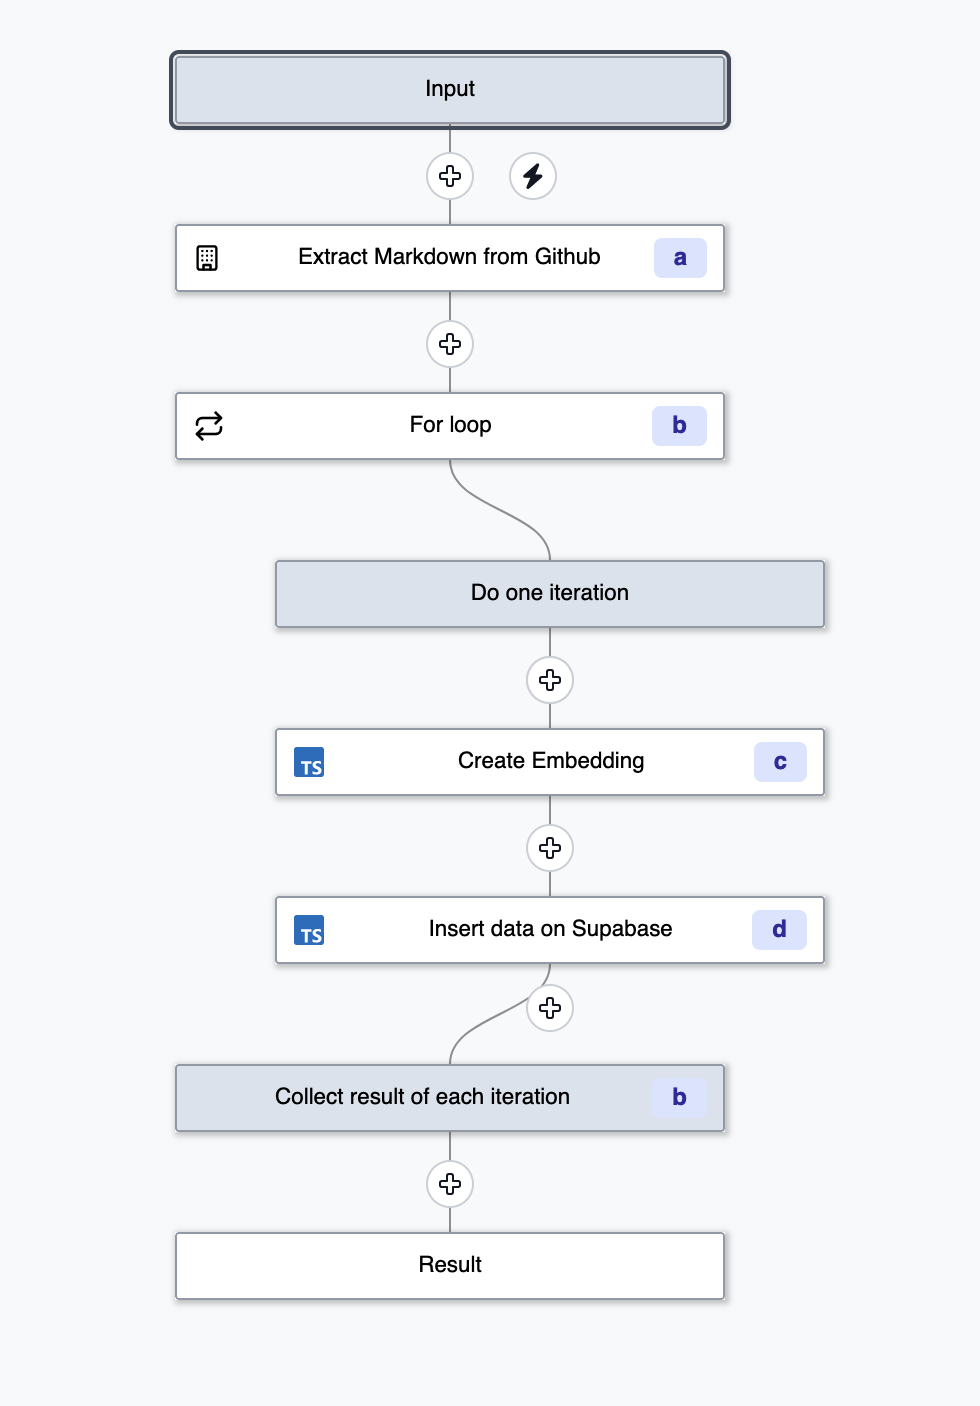 Input
Extract Markdown from Github a
For loop b
Do one iteration
TS Create Embedding c
TS Insert data on Supabase d
Collect result of each iteration b
Result